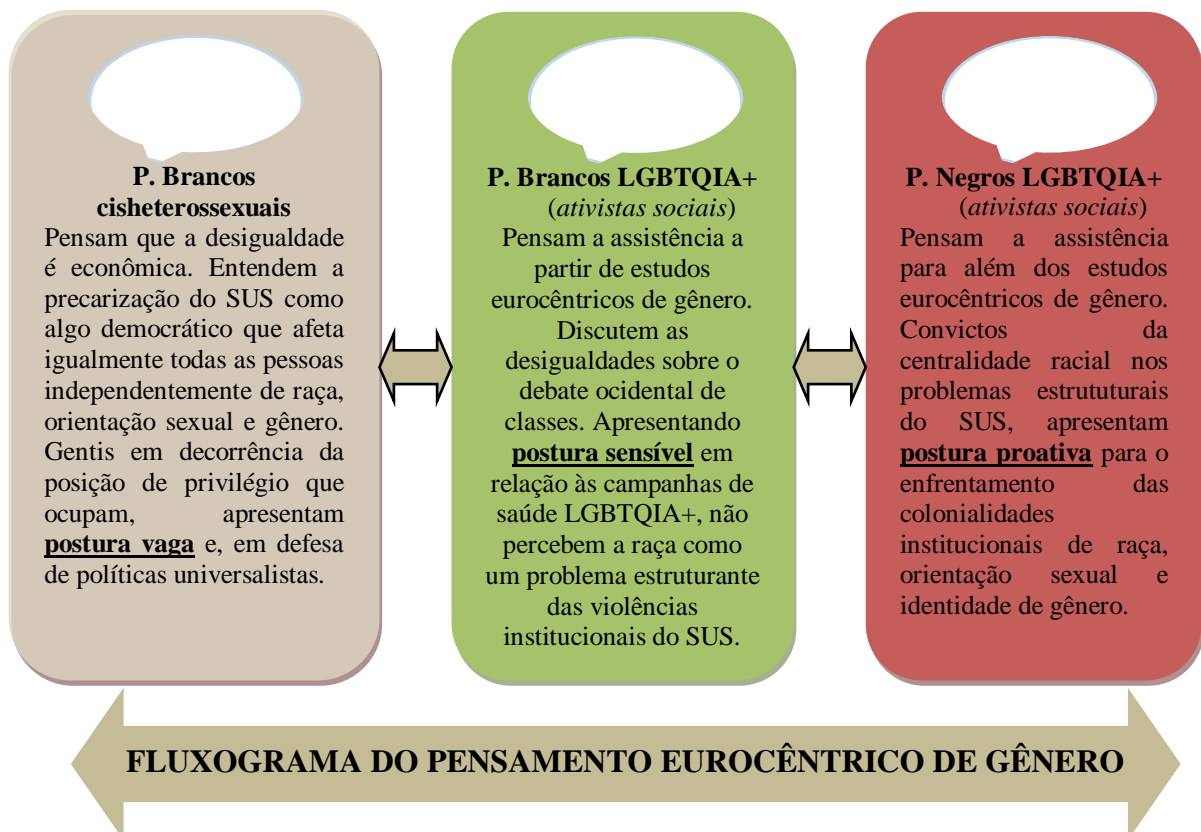 P. Brancos
cisheterossexuais
Pensam que a desigualdade
é econômica. Entendem a
precarização do SUS como
algo democrático que afeta
igualmente todas as pessoas
independentemente de raça,
orientação sexual e gênero.
Gentis em decorrência da
posição de privilégio que
ocupam, apresentam
postura vaga e, em defesa
de políticas universalistas.
P. Brancos LGBTQIA+
(ativistas sociais)
Pensam a assistência a
partir de estudos
eurocêntricos de gênero.
Discutem as
desigualdades sobre o
debate ocidental de
classes. Apresentando
postura sensível em
relação às campanhas de
saúde LGBTQIA+, não
percebem a raça como
um problema estruturante
das violências
institucionais do SUS.
P. Negros LGBTQIA+
(ativistas sociais)
Pensam a assistência
para além dos estudos
eurocêntricos de gênero.
Convictos da
centralidade racial nos
problemas estrututurais
do SUS, apresentam
postura proativa para o
enfrentamento das
colonialidades
institucionais de raça,
orientação sexual e
identidade de gênero.
FLUXOGRAMA DO PENSAMENTO EUROCÊNTRICO DE GÊNERO